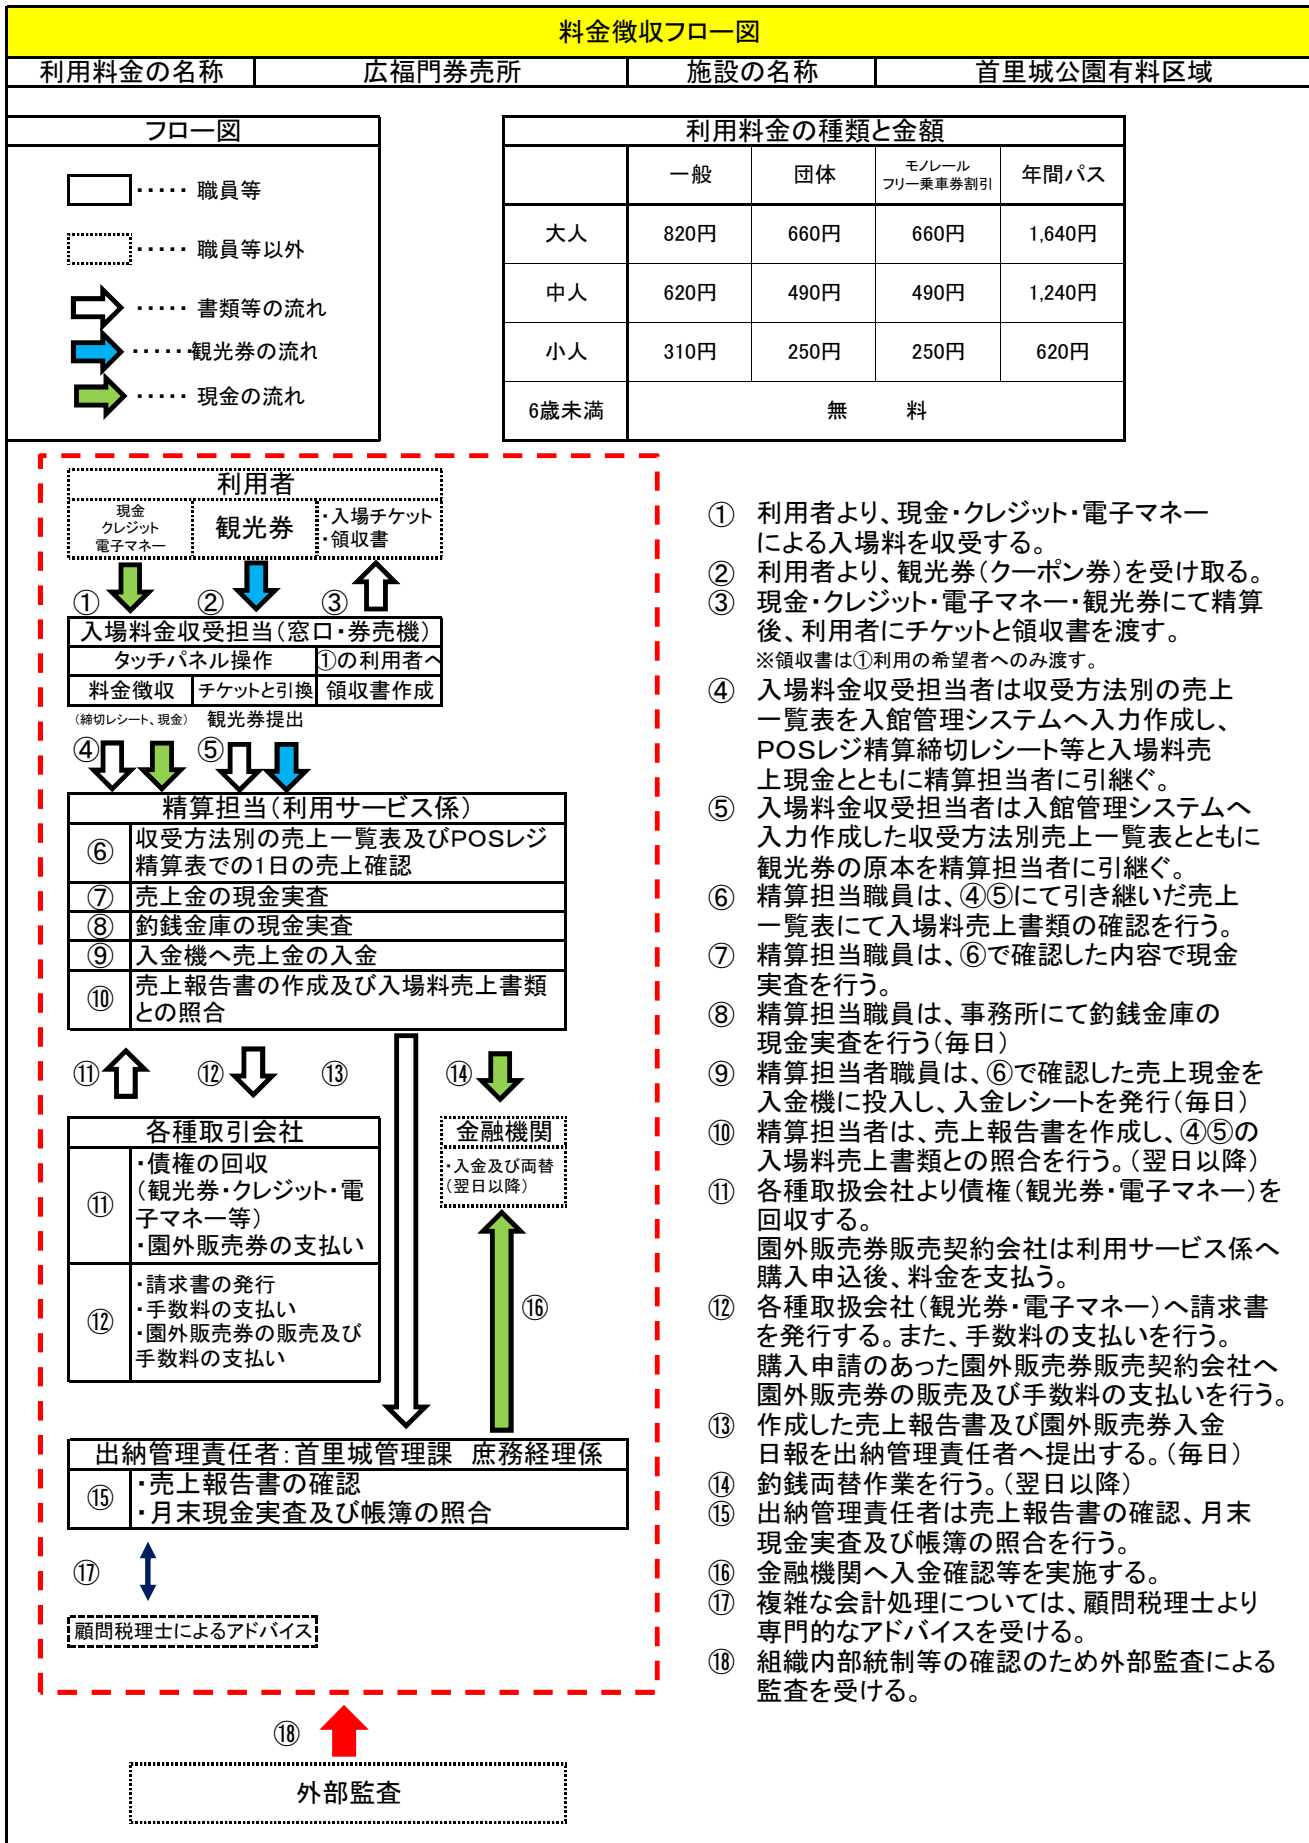 料金徴収フロー図
利用料金の名称 広福門券売所 施設の名称 首里城公園有料区域
フロー図
・・・・・ 職員等
・・・・・ 職員等以外
・・・・・ 書類等の流れ
・・・・・・観光券の流れ
・・・・・ 現金の流れ
利用料金の種類と金額
一般 団体 モノレール
フリー乗車券割引 年間パス
大人 820円 660円 660円 1,640円
中人 620円 490円 490円 1,240円
小人 310円 250円 250円 620円
6歳未満 無 料
利用者
現金
クレジット
電子マネー
観光券
・入場チケット
・領収書
① ② ③
入場料金収受担当(窓口・券売機)
タッチパネル操作 ①の利用者へ
料金徴収 チケットと引換 領収書作成
(締切レシート、現金) 観光券提出
④ ⑤
精算担当(利用サービス係)
⑥ 収受方法別の売上一覧表及びPOSレジ
精算表での1日の売上確認
⑦ 売上金の現金実査
⑧ 釣銭金庫の現金実査
⑨ 入金機へ売上金の入金
⑩ 売上報告書の作成及び入場料売上書類
との照合
⑪ ⑫ ⑬ ⑭
各種取引会社
⑪ ・債権の回収
(観光券・クレジット・電
子マネー等)
・園外販売券の支払い
⑫ ・請求書の発行
・手数料の支払い
・園外販売券の販売及び
手数料の支払い
金融機関
・入金及び両替
(翌日以降)
⑯
出納管理責任者:首里城管理課 庶務経理係
⑮ ・売上報告書の確認
・月末現金実査及び帳簿の照合
⑰
顧問税理士によるアドバイス
⑱
外部監査
① 利用者より、現金・クレジット・電子マネー
による入場料を収受する。
② 利用者より、観光券(クーポン券)を受け取る。
③ 現金・クレジット・電子マネー・観光券にて精算
後、利用者にチケットと領収書を渡す。
※領収書は①利用の希望者へのみ渡す。
④ 入場料金収受担当者は収受方法別の売上
一覧表を入館管理システムへ入力作成し、
POSレジ精算締切レシート等と入場料売
上現金とともに精算担当者に引継ぐ。
⑤ 入場料金収受担当者は入館管理システムへ
入力作成した収受方法別売上一覧表とともに
観光券の原本を精算担当者に引継ぐ。
⑥ 精算担当職員は、④⑤にて引き継いだ売上
一覧表にて入場料売上書類の確認を行う。
⑦ 精算担当職員は、⑥で確認した内容で現金
実査を行う。
⑧ 精算担当職員は、事務所にて釣銭金庫の
現金実査を行う(毎日)
⑨ 精算担当者職員は、⑥で確認した売上現金を
入金機に投入し、入金レシートを発行(毎日)
⑩ 精算担当者は、売上報告書を作成し、④⑤の
入場料売上書類との照合を行う。(翌日以降)
⑪ 各種取扱会社より債権(観光券・電子マネー)を
回収する。
園外販売券販売契約会社は利用サービス係へ
購入申込後、料金を支払う。
⑫ 各種取扱会社(観光券・電子マネー)へ請求書
を発行する。また、手数料の支払いを行う。
購入申請のあった園外販売券販売契約会社へ
園外販売券の販売及び手数料の支払いを行う。
⑬ 作成した売上報告書及び園外販売券入金
日報を出納管理責任者へ提出する。(毎日)
⑭ 釣銭両替作業を行う。(翌日以降)
⑮ 出納管理責任者は売上報告書の確認、月末
現金実査及び帳簿の照合を行う。
⑯ 金融機関へ入金確認等を実施する。
⑰ 複雑な会計処理については、顧問税理士より
専門的なアドバイスを受ける。
⑱ 組織内部統制等の確認のため外部監査による
監査を受ける。